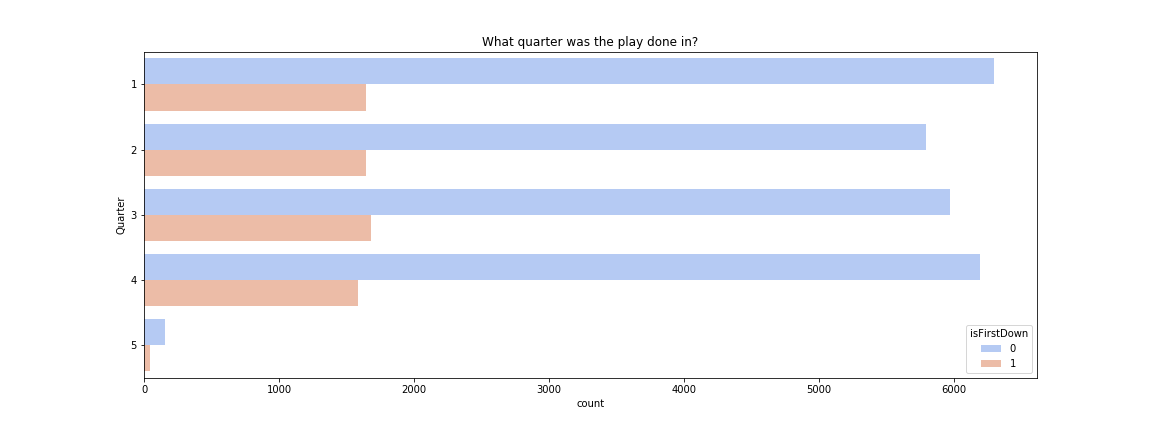 What quarter was the play done in?
Quarter
1
2
3
4
5
isFirstDown
0
1
0 1000 2000 3000 4000 5000 6000
count